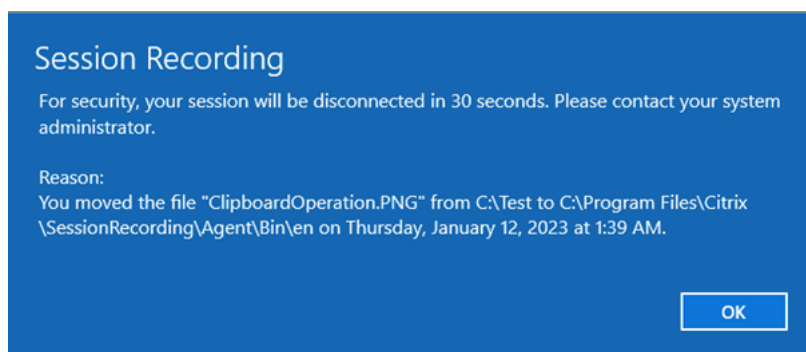 Session Recording
For security, your session will be disconnected in 30 seconds. Please contact your system
administrator.
Reason:
You moved the file "ClipboardOperation.PNG" from C:\Test to C:\Program Files\Citrix
\SessionRecording\Agent\Bin\en on Thursday, January 12, 2023 at 1:39 AM.
OK